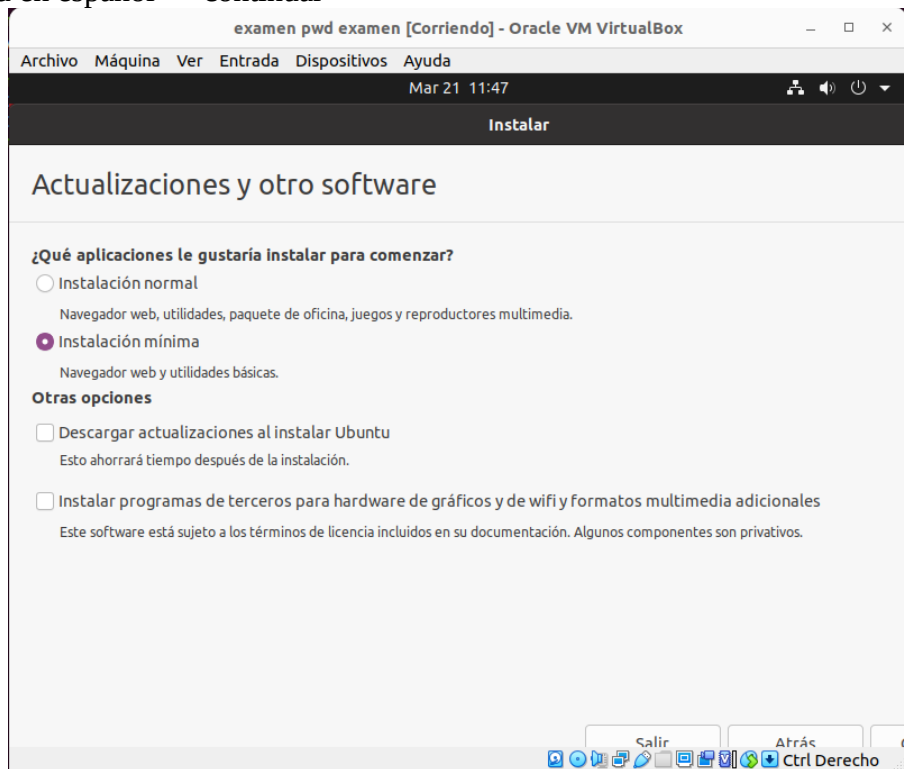 en español
continuar
examen pwd examen [Corriendo] - Oracle VM VirtualBox
Archivo Máquina Ver Entrada Dispositivos Ayuda
Mar 21 11:47
Instalar
Actualizaciones y otro software
¿Qué aplicaciones le gustaría instalar para comenzar?
Instalación normal
Navegador web, utilidades, paquete de oficina, juegos y reproductores multimedia.
Instalación mínima
Navegador web y utilidades básicas.
Otras opciones
Descargar actualizaciones al instalar Ubuntu
Esto ahorrará tiempo después de la instalación.
Instalar programas de terceros para hardware de gráficos y de wifi y formatos multimedia adicionales
Este software está sujeto a los términos de licencia incluidos en su documentación. Algunos componentes son privativos.
Salir
Atrás
Ctrl Derecho